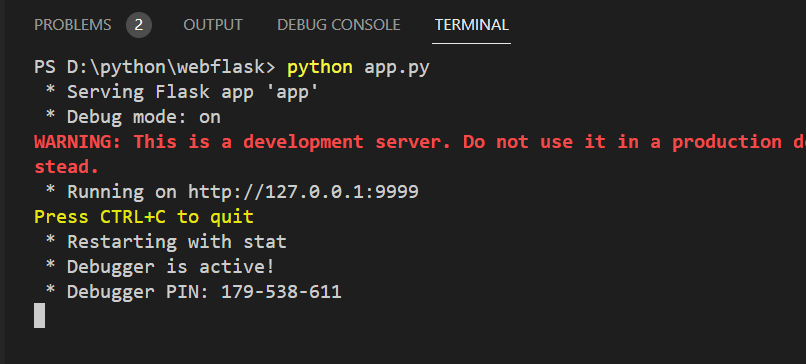 PROBLEMS 2 OUTPUT DEBUG CONSOLE TERMINAL
PS D:\python\webflask> python app.py
 * Serving Flask app 'app'
 * Debug mode: on
WARNING: This is a development server. Do not use it in a production
stead.
 * Running on http://127.0.0.1:9999
Press CTRL+C to quit
 * Restarting with stat
 * Debugger is active!
 * Debugger PIN: 179-538-611